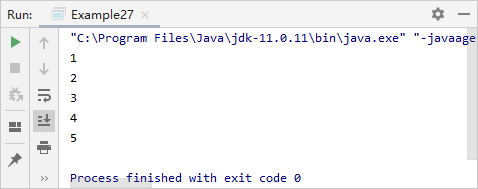 Run: Example27
"C:\Program Files\Java\jdk-11.0.11\bin\java.exe" "-javaage
1
2
3
4
5
Process finished with exit code 0